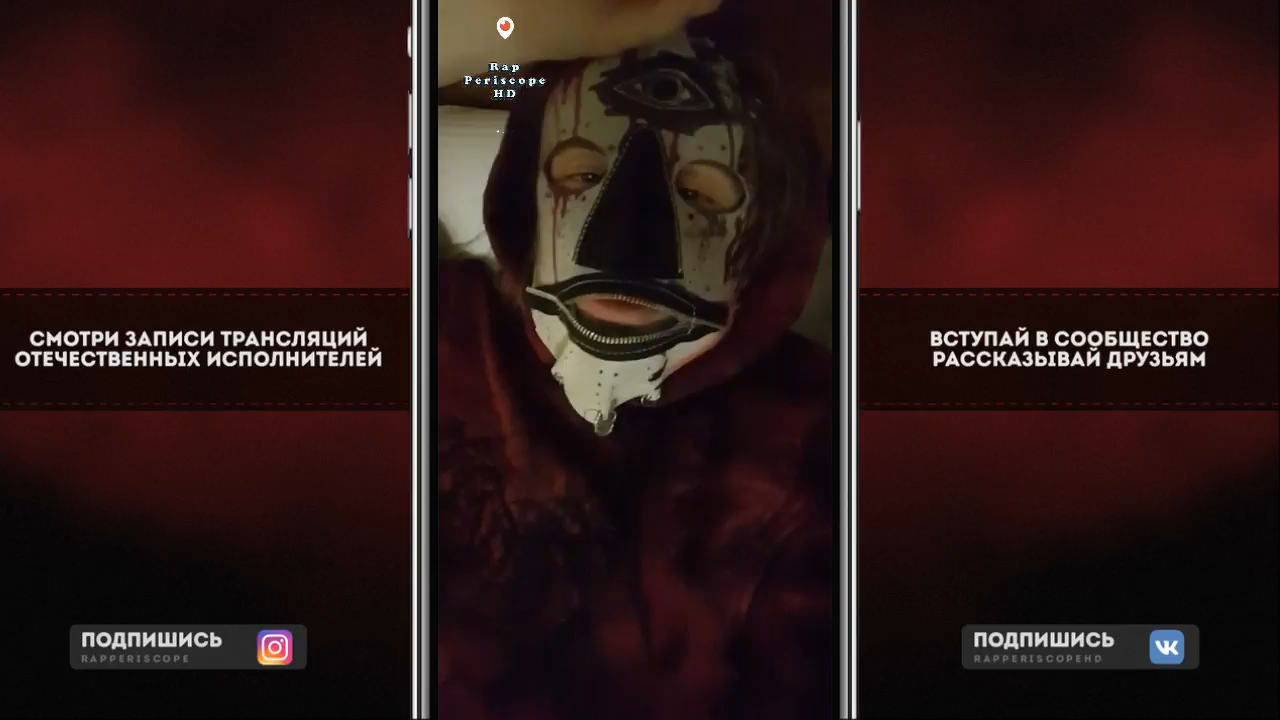 Rap
Periscope
HD
СМОТРИ ЗАПИСИ ТРАНСЛЯЦИЙ
ОТЕЧЕСТВЕННЫХ ИСПОЛНИТЕЛЕЙ
ВСТУПАЙ В СООБЩЕСТВО
РАССКАЗЫВАЙ ДРУЗЬЯМ
ПОДПИШИСЬ
RAPPERISCOPE
ПОДПИШИСЬ
RAPPERISCOPEHD